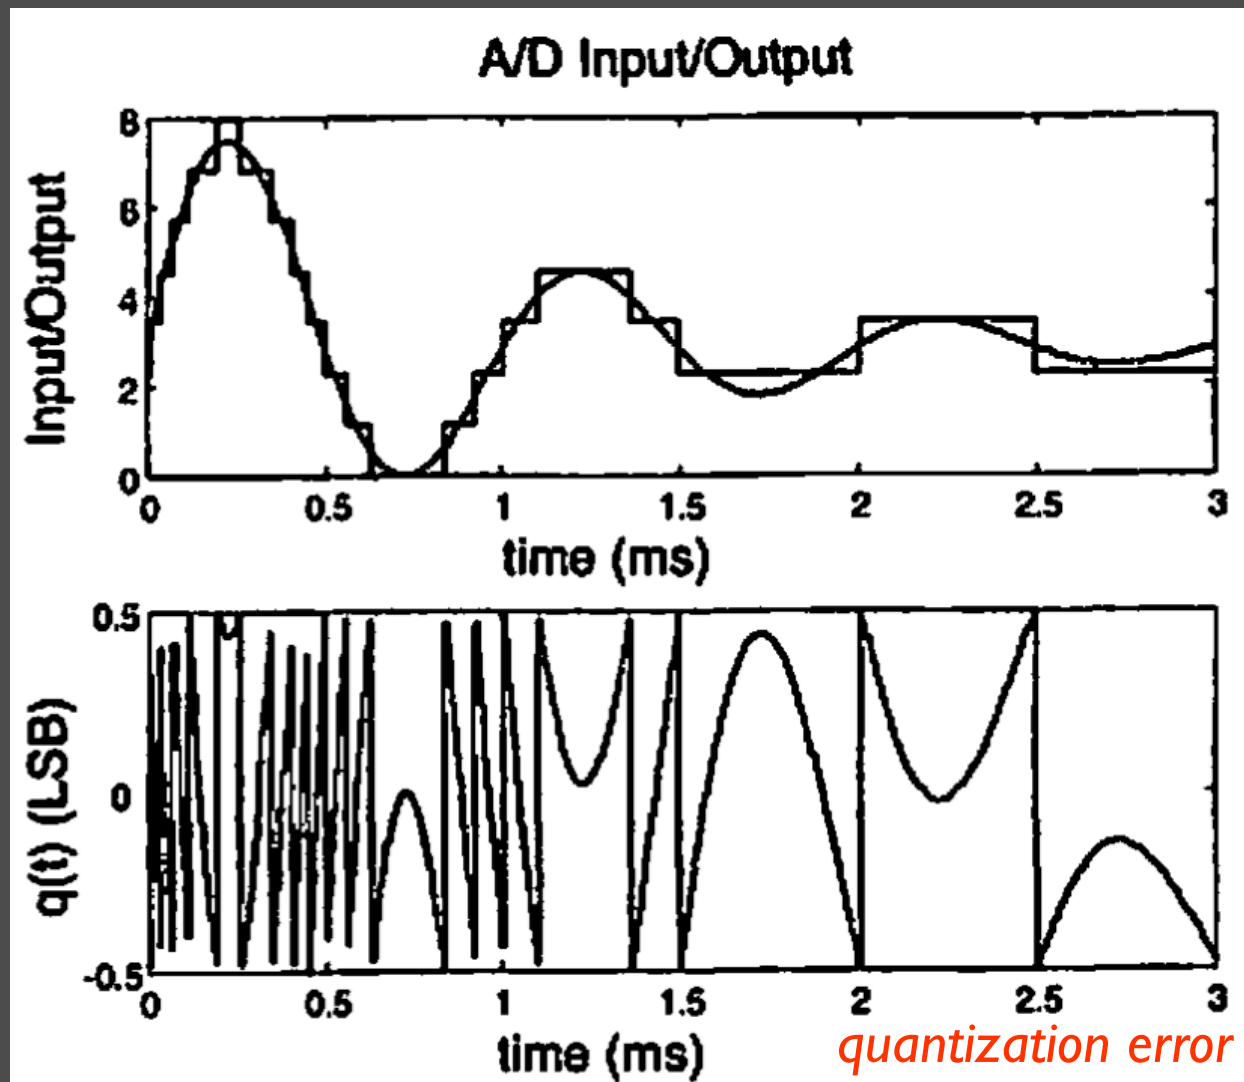 A/D Input/Output
Input/Output
8
6
4
2
0
0 0.5 1 1.5 2 2.5 3
time (ms)
q(t) (LSB)
0.5
0
-0.5
0 0.5 1 1.5 2 2.5 3
time (ms)
quantization error